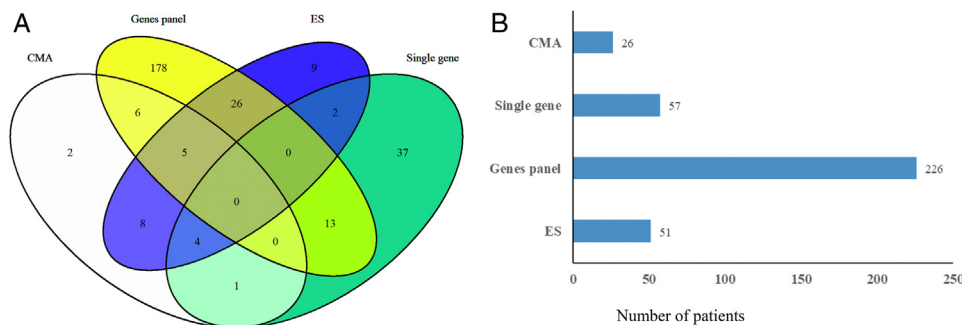 A
Genes panel
ES
CMA
Single gene
178
9
6
26
2
2
5
0
37
0
8
4
0
13
1
B
CMA
26
Single gene
57
Genes panel
226
ES
51
0
50
100
150
200
250
Number of patients